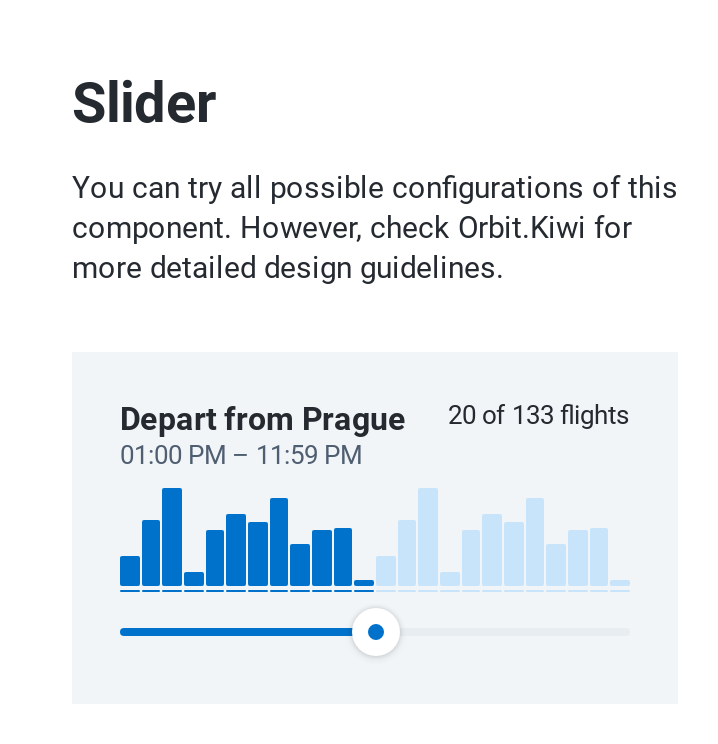 Slider
You can try all possible configurations of this
component. However, check Orbit.Kiwi for
more detailed design guidelines.
Depart from Prague
20 of 133 flights
01:00 PM – 11:59 PM